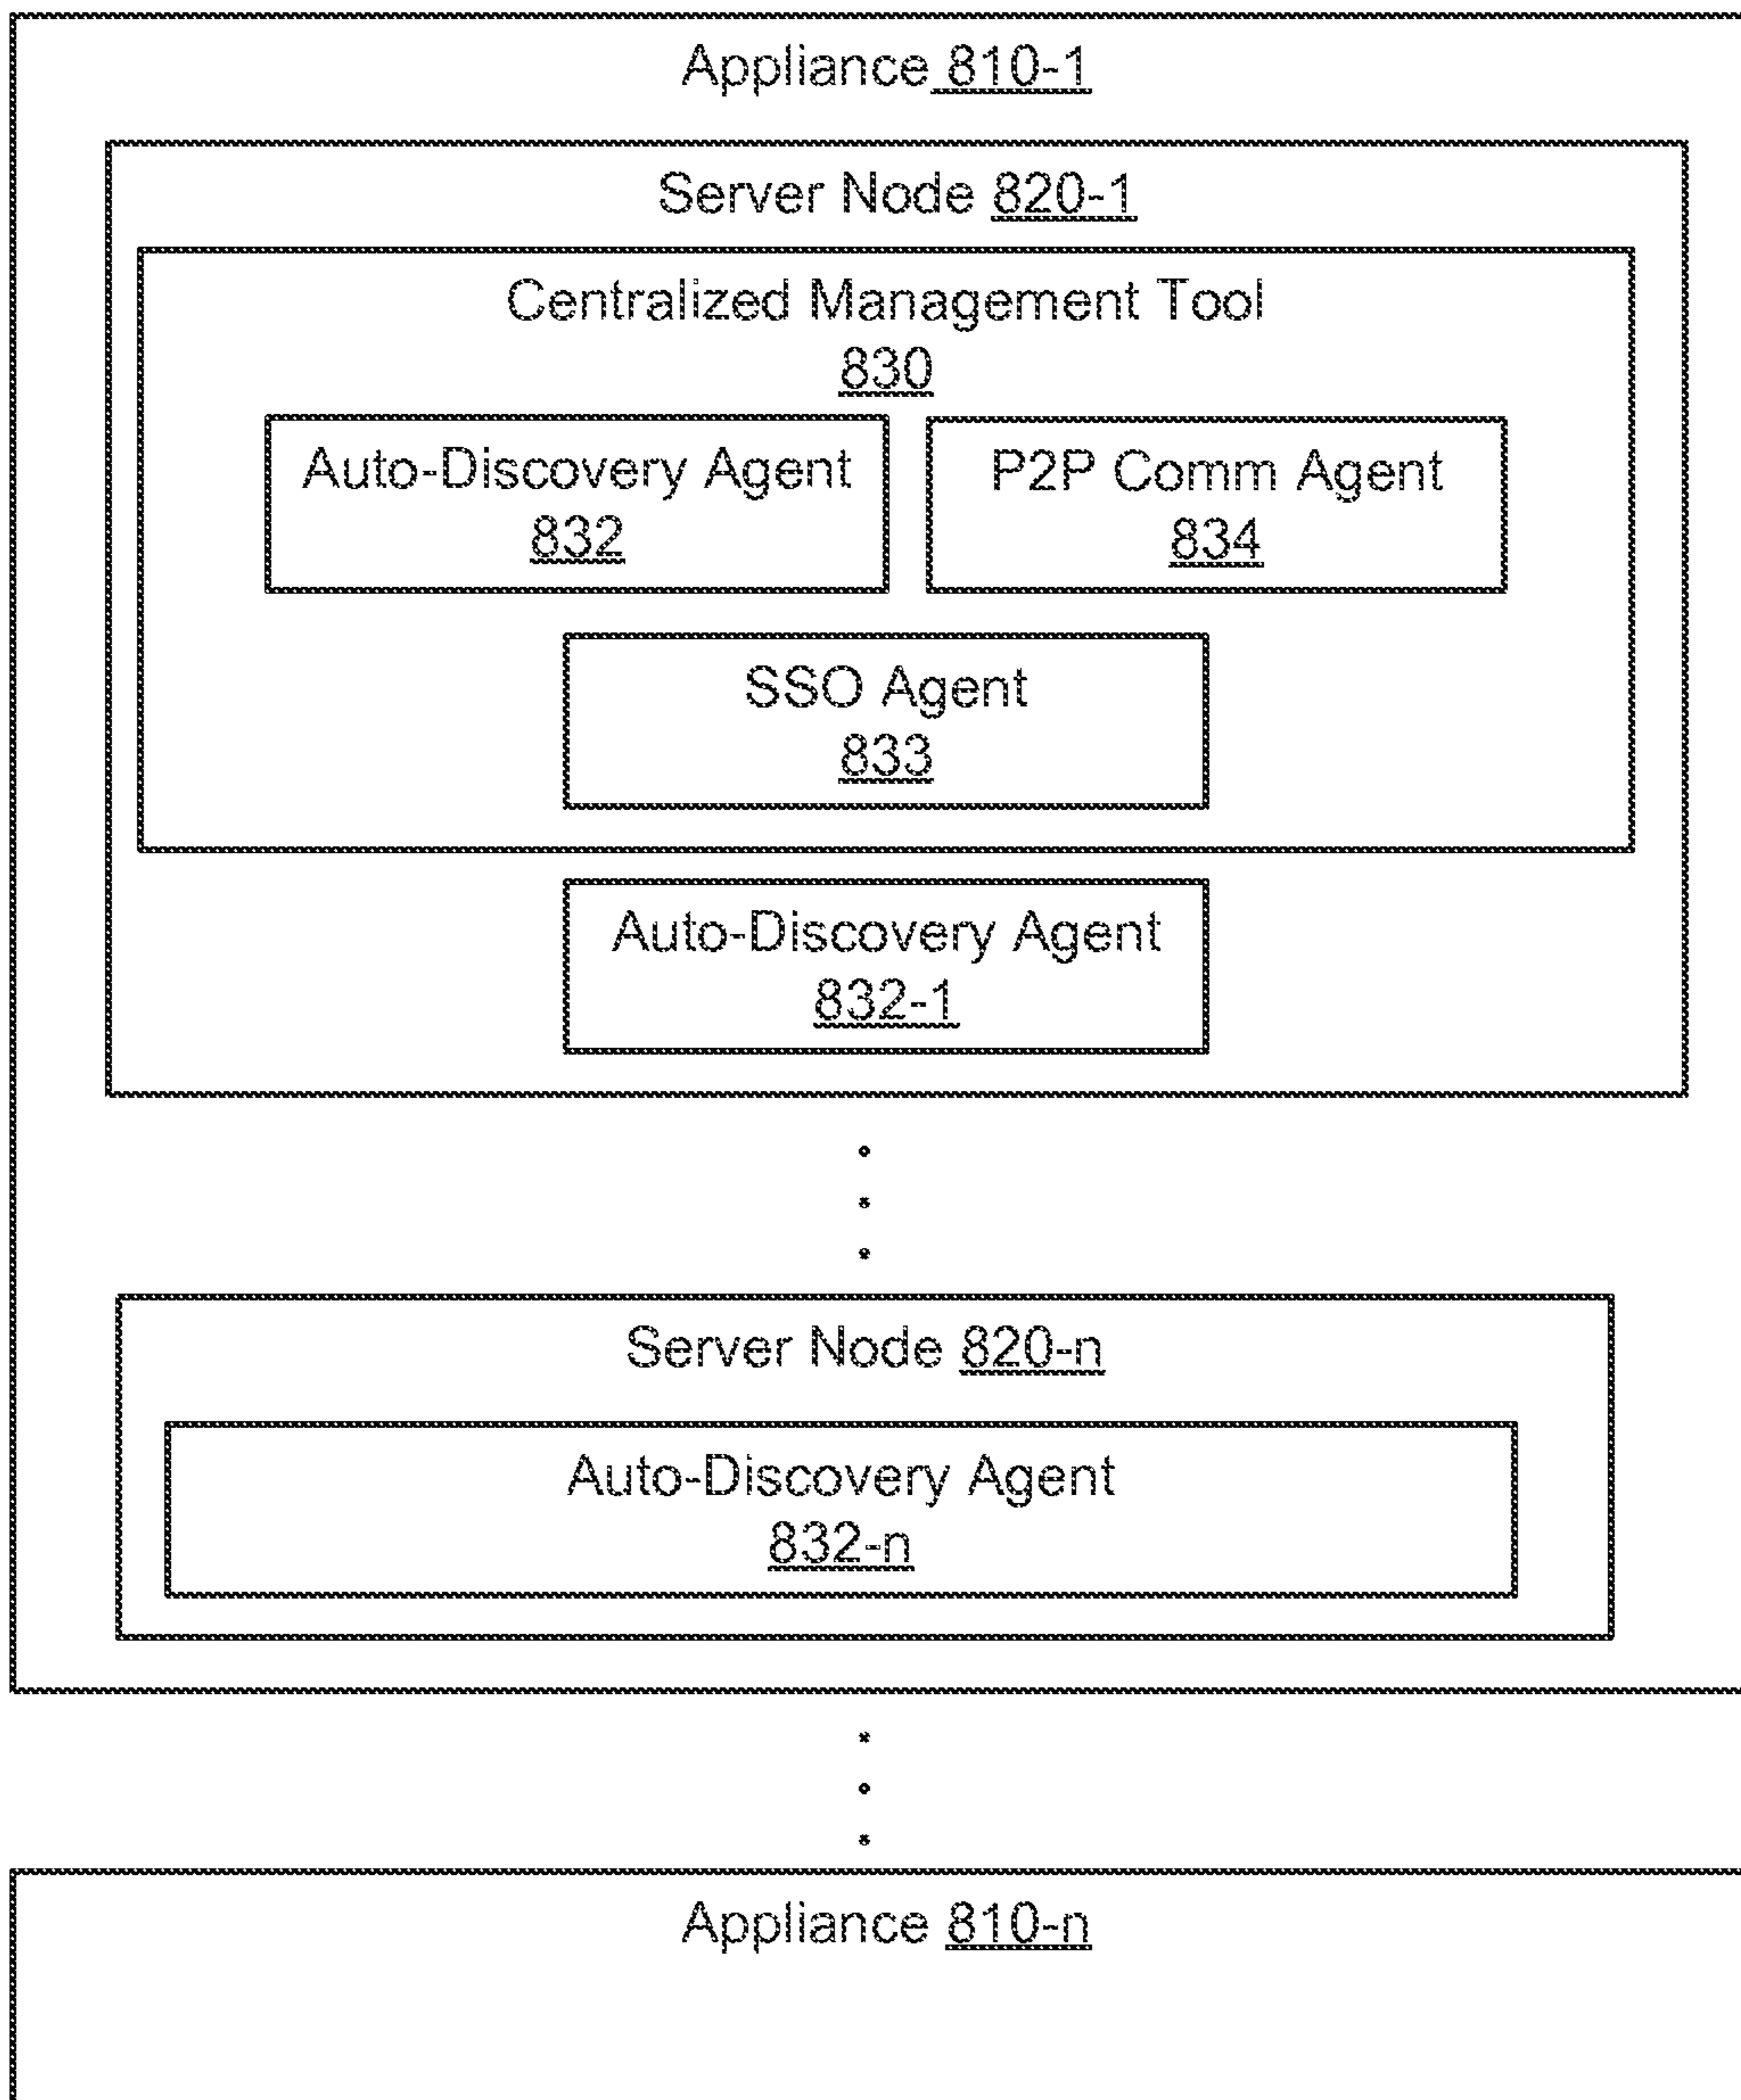 Appliance 810-1
Server Node 820-1
Centralized Management Tool
830
Auto-Discovery Agent
832
P2P Comm Agent
834
SSO Agent
833
Auto-Discovery Agent
832-1
Server Node 820-n
Auto-Discovery Agent
832-n
Appliance 810-n